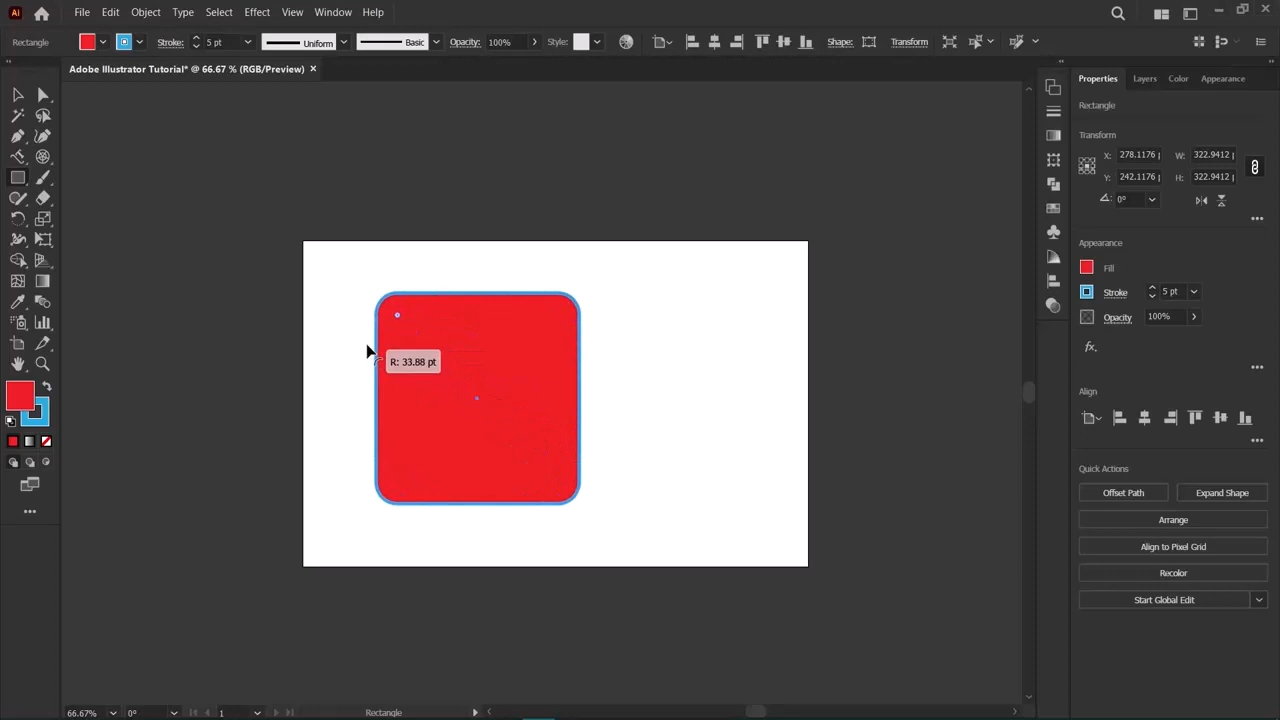 Ai File Edit Object Type Select Effect View Window Help
Rectangle Stroke: 5 pt Uniform Basic Opacity: 100% Style: Shape: Transform
Adobe Illustrator Tutorial* @ 66.67 % (RGB/Preview) ×
Properties Layers Color Appearance
Rectangle
Transform
X: 278.1176 p W: 322.9412 p
Y: 242.1176 p H: 322.9412 p
0°
Appearance
Fill
Stroke 5 pt
Opacity 100%
fx.
R: 33.88 pt
Align
Quick Actions
Offset Path Expand Shape
Arrange
Align to Pixel Grid
Recolor
Start Global Edit
66.67% 0° 1 Rectangle